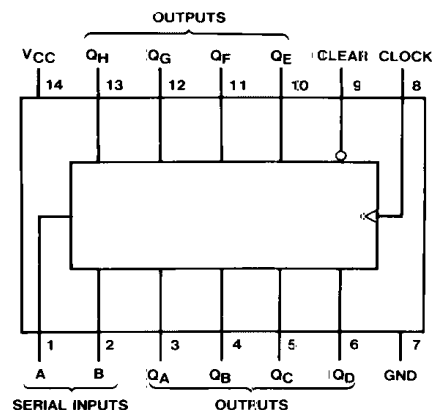 OUTPUTS
VCC QH QG QF QE CLEAR CLOCK
14 13 12 11 10 9 8
1 2 3 4 5 6 7
A B QA QB QC QD GND
SERIAL INPUTS OUTPUTS